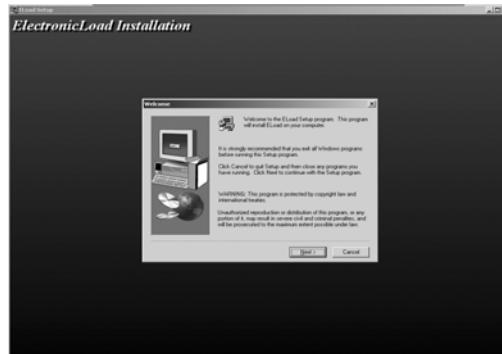 ELoad Setup
ElectronicLoad Installation
Welcome
Welcome to the ELoad Setup program. This program
will install ELoad on your computer.
It is strongly recommended that you exit all Windows programs
before running this Setup program.
Click Cancel to quit Setup and then close any programs you
have running. Click Next to continue with the Setup program.
WARNING: This program is protected by copyright law and
international treaties.
Unauthorized reproduction or distribution of this program, or any
portion of it, may result in severe civil and criminal penalties, and
will be prosecuted to the maximum extent possible under law.
Next >
Cancel